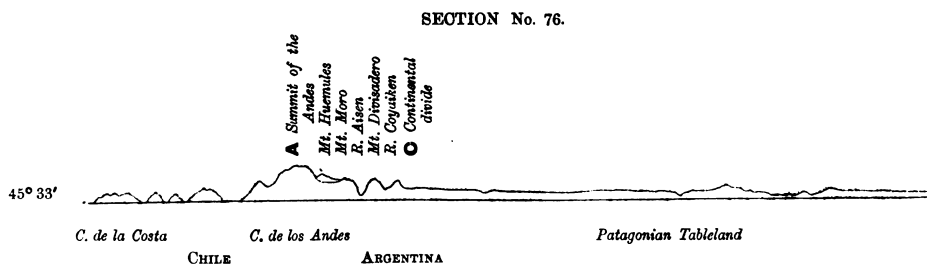 SECTION No. 76.
A Summit of the
Andes
Mt. Huemules
Mt. Moro
R. Aisen
Mt. Divisadero
R. Coyaiken
C Continental
divide
45° 33′
C. de la Costa
C. de los Andes
Patagonian Tableland
CHILE
ARGENTINA